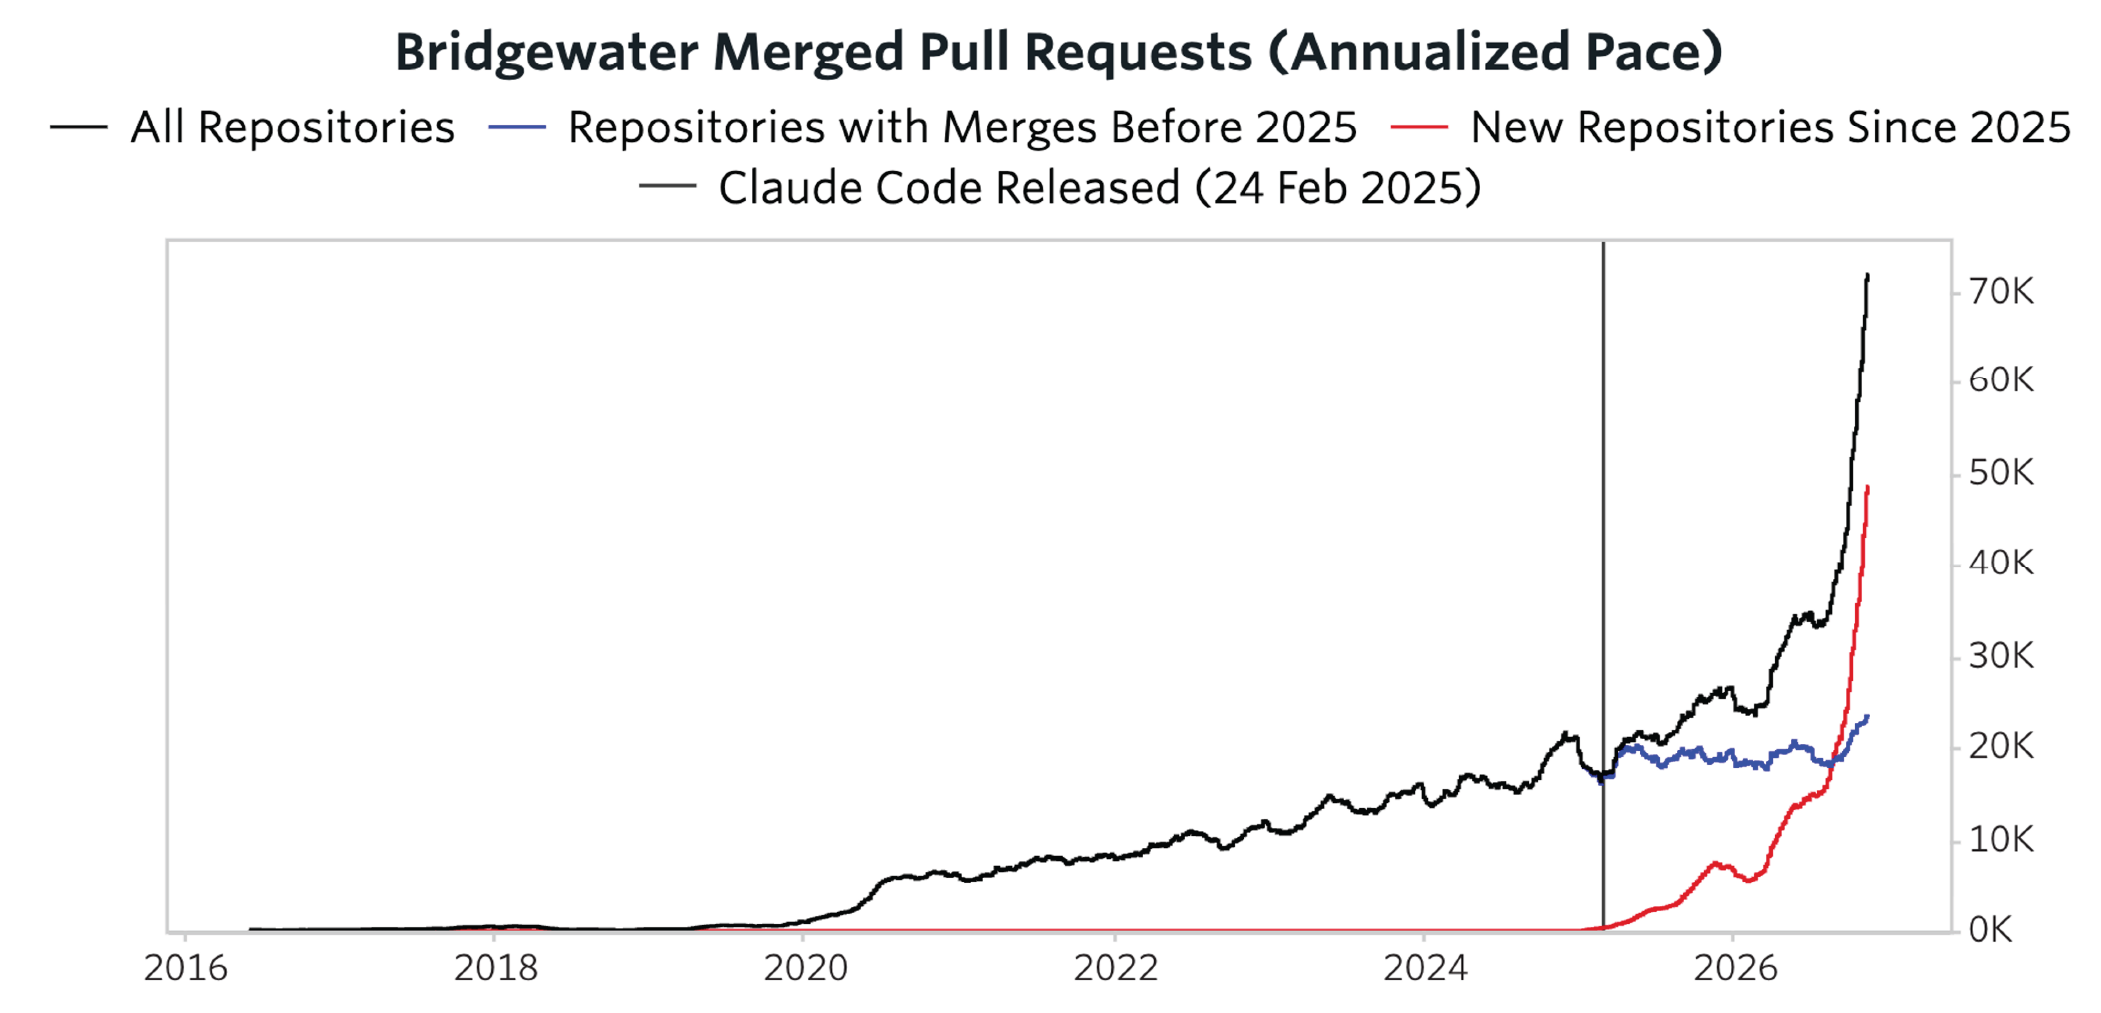 Bridgewater Merged Pull Requests (Annualized Pace)
All Repositories Repositories with Merges Before 2025 New Repositories Since 2025
Claude Code Released (24 Feb 2025)
70K
60K
50K
40K
30K
20K
10K
0K
2016 2018 2020 2022 2024 2026